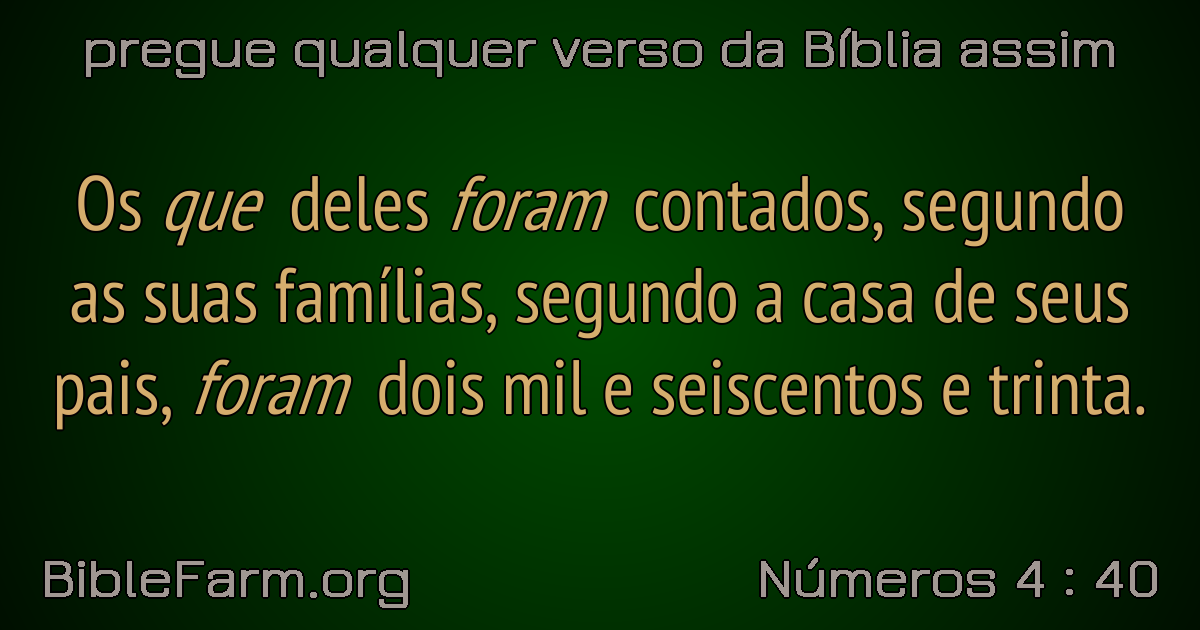 pregue qualquer verso da Bíblia assim
Os que deles foram contados, segundo
as suas famílias, segundo a casa de seus
pais, foram dois mil e seiscentos e trinta.
BibleFarm.org
Números 4 : 40